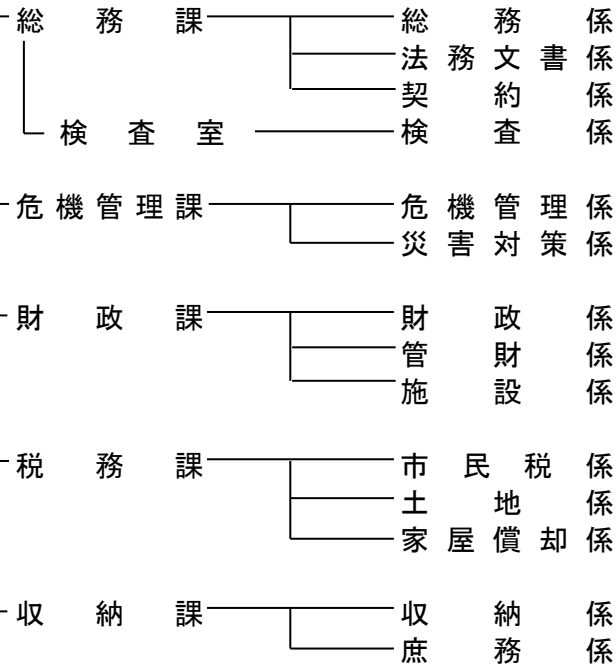 総務課 総務係
法務文書係
契約係
検査室 検査係
危機管理課 危機管理係
災害対策係
財政課 財政係
管財係
施設係
税務課 市民税係
土地係
家屋償却係
収納課 収納係
庶務係